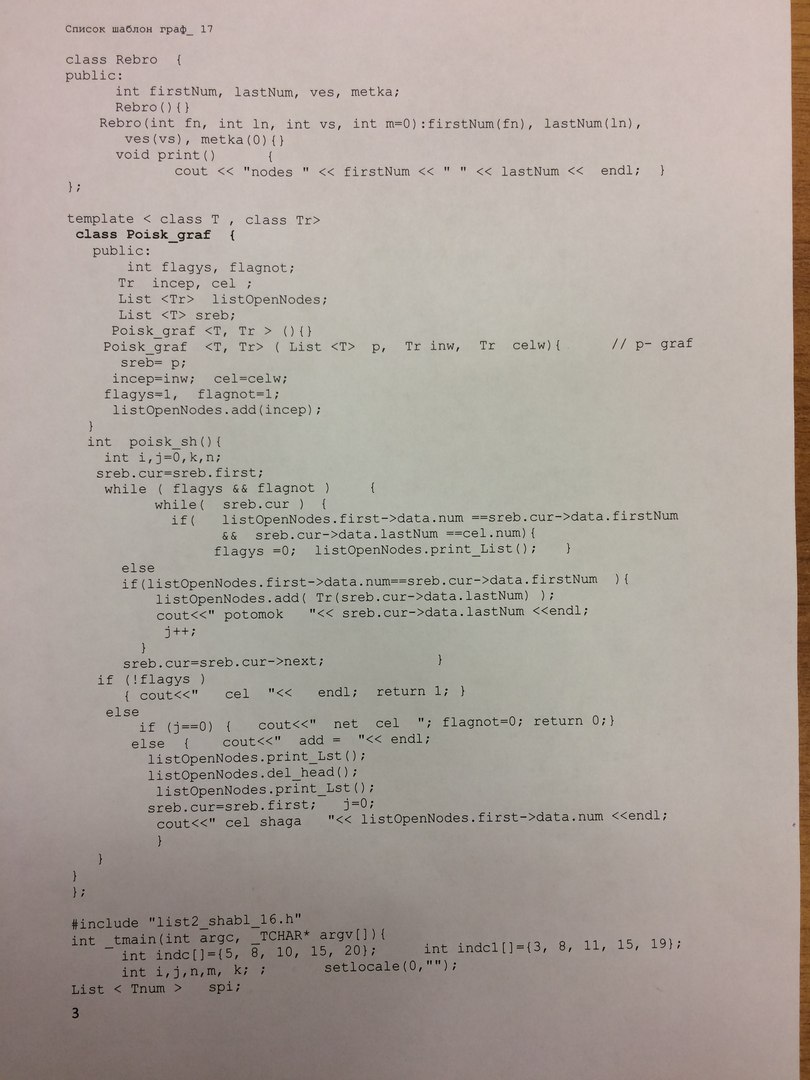 Список шаблон граф_ 17
class Rebro {
public:
int firstNum, lastNum, ves, metka;
Rebro(){}
Rebro(int fn, int ln, int vs, int m=0):firstNum(fn), lastNum(ln),
ves(vs), metka(0){}
void print() {
cout << "nodes " << firstNum << " " << lastNum << endl; }
};
template < class T , class Tr>
class Poisk_graf {
public:
int flagys, flagnot;
Tr incep, cel ;
List <Tr> listOpenNodes;
List <T> sreb;
Poisk_graf <T, Tr > (){}
Poisk_graf <T, Tr> ( List <T> p, Tr inw, Tr celw){ // p- graf
sreb= p;
incep=inw; cel=celw;
flagys=1, flagnot=1;
listOpenNodes.add(incep);
}
int poisk_sh(){
int i,j=0,k,n;
sreb.cur=sreb.first;
while ( flagys && flagnot ) {
while( sreb.cur ) {
if( listOpenNodes.first->data.num ==sreb.cur->data.firstNum
&& sreb.cur->data.lastNum ==cel.num){
flagys =0; listOpenNodes.print_List(); }
else
if(listOpenNodes.first->data.num==sreb.cur->data.firstNum ){
listOpenNodes.add( Tr(sreb.cur->data.lastNum) );
cout<<" potomok "<< sreb.cur->data.lastNum <<endl;
j++;
}
sreb.cur=sreb.cur->next; }
if (!flagys )
{ cout<<" cel "<< endl; return 1; }
else
if (j==0) { cout<<" net cel "; flagnot=0; return 0;}
else { cout<<" add = "<< endl;
listOpenNodes.print_Lst();
listOpenNodes.del_head();
listOpenNodes.print_Lst();
sreb.cur=sreb.first; j=0;
cout<<" cel shaga "<< listOpenNodes.first->data.num <<endl;
}
}
}
};
#include "list2_shabl_16.h"
int _tmain(int argc, _TCHAR* argv[]){
int indc[]={5, 8, 10, 15, 20}; int indc1[]={3, 8, 11, 15, 19};
int i,j,n,m, k; ; setlocale(0,"");
List < Tnum > spi;
3